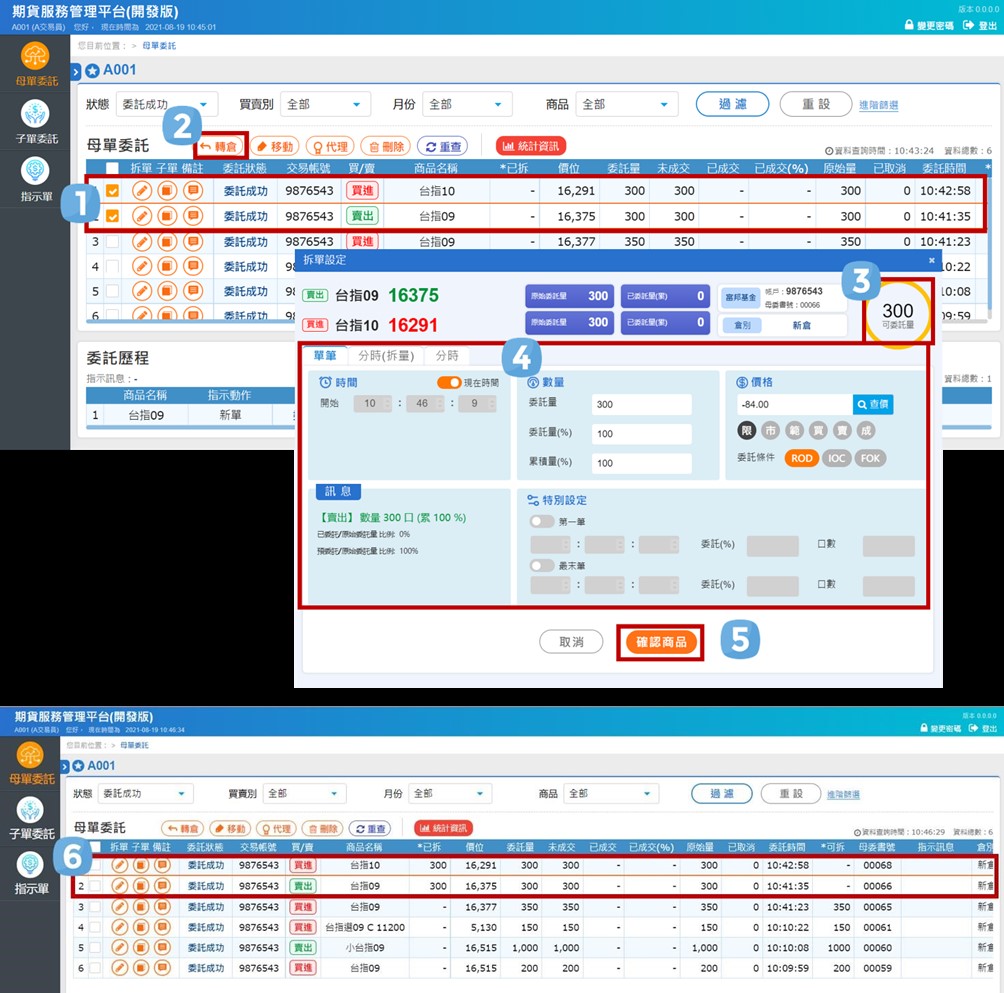 期貨服務管理平台(開發版)
版本 0.0.0.0
A001 (A交易員) 您好, 現在時間為 2021-08-19 10:45:01
變更密碼 登出
您目前位置: > 母單委託
母單委託
子單委託
指示單
A001
狀態 委託成功 買賣別 全部 月份 全部 商品 全部 過濾 重設 進階篩選
2
母單委託 轉倉 移動 代理 刪除 重查 統計資訊
資料查詢時間:10:43:24 資料總數:6
拆單 子單 備註 委託狀態 交易帳號 買/賣 商品名稱 *已拆 價位 委託量 未成交 已成交 已成交(%) 原始量 已取消 委託時間 *
1
委託成功 9876543 買進 台指10 - 16,291 300 300 - - 300 0 10:42:58
委託成功 9876543 賣出 台指09 - 16,375 300 300 - - 300 0 10:41:35
3 委託成功 9876543 買進 台指09 - 16,377 350 350 - - 350 0 10:41:23
4 委託成功 98 0:22
5 委託成功 98 0:08
6 委託成功 98 9:59
委託歷程
指示訊息:-
資料總數:1
商品名稱 指示動作
1 台指09 新單
拆單設定 ×
3
賣出 台指09 16375
原始委託量 300 已委託量(累) 0
富邦基金 帳戶:9876543
母委書號:00066
買進 台指10 16291
原始委託量 300 已委託量(累) 0
倉別 新倉
300
可委託量
4
單筆 分時(拆量) 分時
時間 現在時間
開始 10 : 46 : 9
數量
委託量 300
委託量(%) 100
累積量(%) 100
價格
-84.00 查價
限 市 範 買 賣 成
委託條件 ROD IOC FOK
訊息
【賣出】 數量 300 口 (累 100 %)
已委託/原始委託量 比例: 0%
預委託/原始委託量 比例: 100%
特別設定
第一筆
: : 委託(%) 口數
最末筆
: : 委託(%) 口數
取消 確認商品
5
期貨服務管理平台(開發版)
版本 0.0.0.0
A001 (A交易員) 您好, 現在時間為 2021-08-19 10:46:34
變更密碼 登出
您目前位置: > 母單委託
母單委託
子單委託
指示單
A001
狀態 委託成功 買賣別 全部 月份 全部 商品 全部 過濾 重設 進階篩選
母單委託 轉倉 移動 代理 刪除 重查 統計資訊
資料查詢時間:10:46:29 資料總數:6
6
拆單 子單 備註 委託狀態 交易帳號 買/賣 商品名稱 *已拆 價位 委託量 未成交 已成交 已成交(%) 原始量 已取消 委託時間 *可拆 母委書號 指示訊息 倉別
委託成功 9876543 買進 台指10 300 16,291 300 300 - - 300 0 10:42:58 - 00068 新倉
2 委託成功 9876543 賣出 台指09 300 16,375 300 300 - - 300 0 10:41:35 - 00066 新倉
3 委託成功 9876543 買進 台指09 - 16,377 350 350 - - 350 0 10:41:23 350 00065 新倉
4 委託成功 9876543 買進 台指選09 C 11200 - 5,130 150 150 - - 150 0 10:10:22 150 00061 新倉
5 委託成功 9876543 賣出 小台指09 - 16,515 1,000 1,000 - - 1,000 0 10:10:08 1000 00060 新倉
6 委託成功 9876543 買進 台指09 - 16,515 200 200 - - 200 0 10:09:59 200 00059 新倉